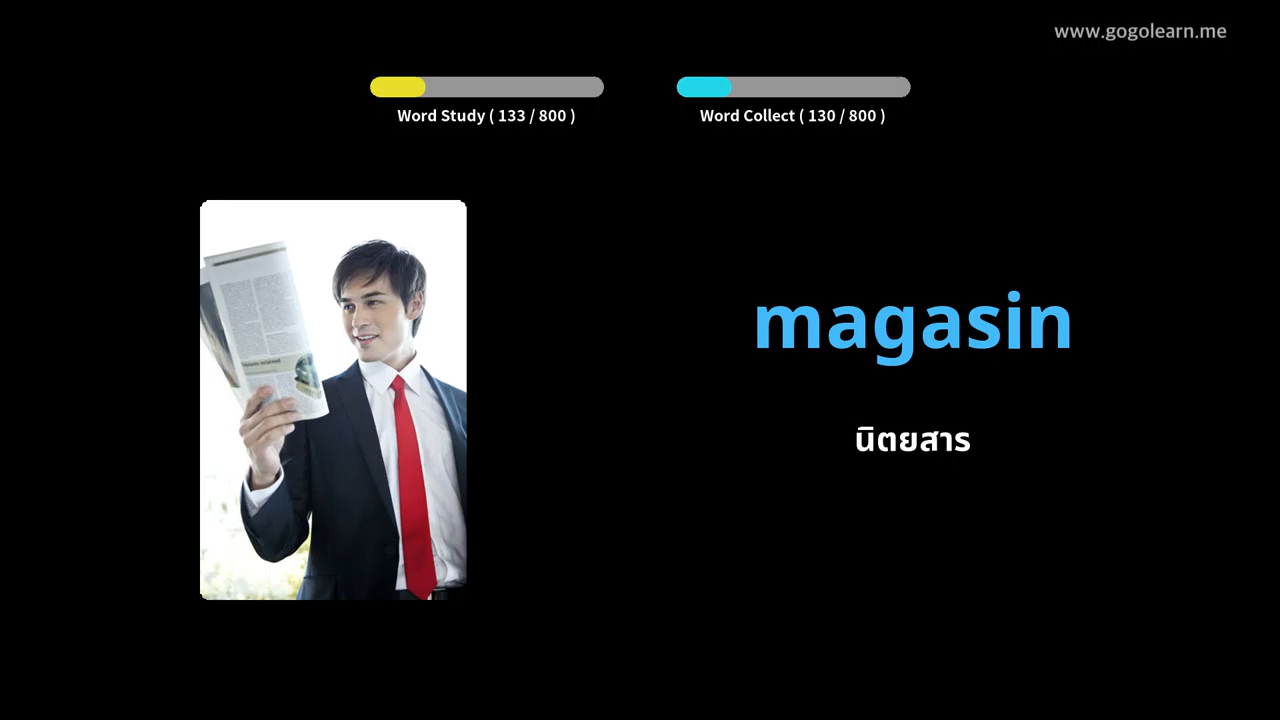 www.gogolearn.me
Word Study ( 133 / 800 )
Word Collect ( 130 / 800 )
magasin
นิตยสาร